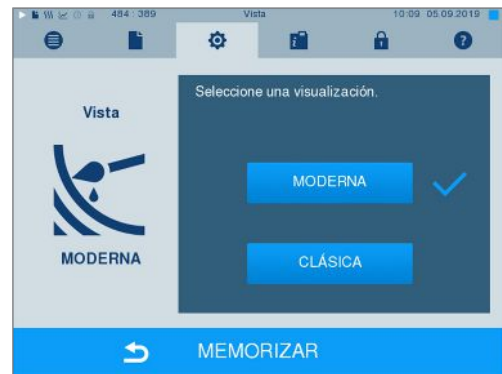 484 : 389 Vista 10:09 05.09.2019
Vista
Seleccione una visualización.
MODERNA
MODERNA
CLÁSICA
MEMORIZAR